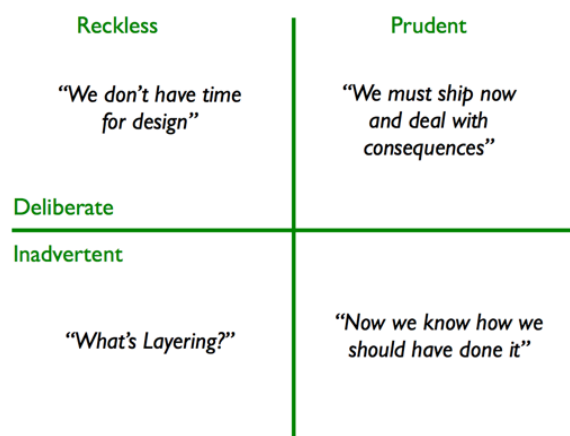 Reckless
Prudent
“We don’t have time
for design”
“We must ship now
and deal with
consequences”
Deliberate
Inadvertent
“What’s Layering?”
“Now we know how we
should have done it”